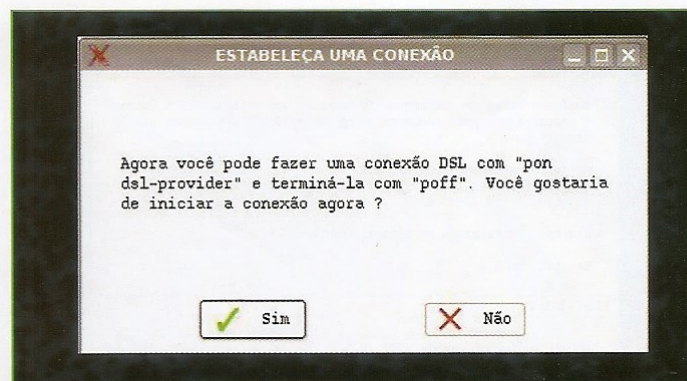 ESTABELEÇA UMA CONEXÃO
Agora você pode fazer uma conexão DSL com "pon
dsl-provider" e terminá-la com "poff". Você gostaria
de iniciar a conexão agora ?
Sim
Não